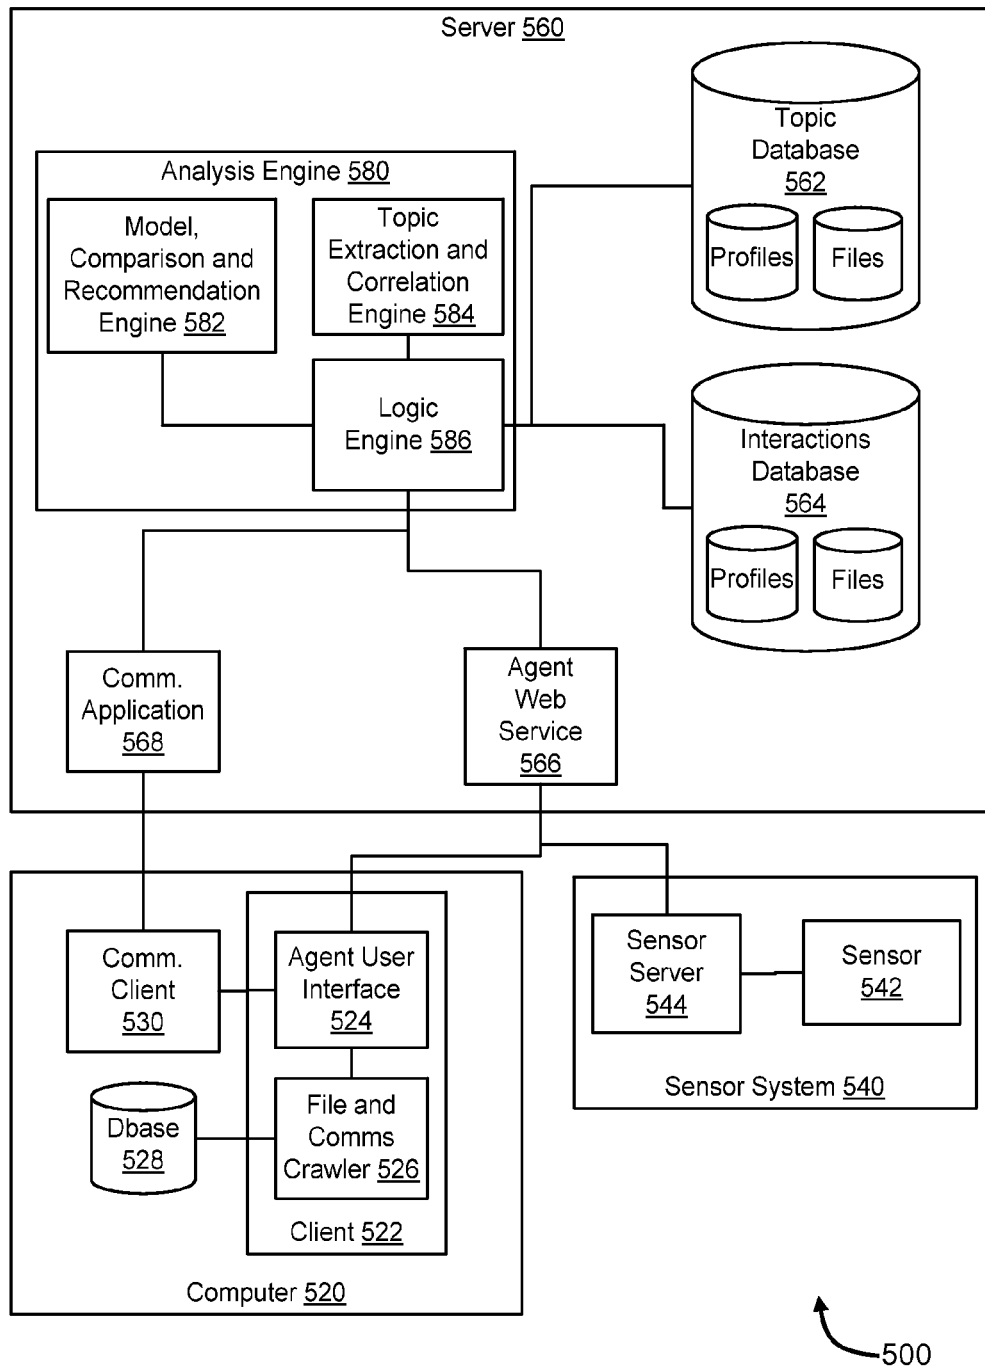 Server 560
Topic
Database
562
Profiles
Files
Analysis Engine 580
Model,
Comparison and
Recommendation
Engine 582
Topic
Extraction and
Correlation
Engine 584
Logic
Engine 586
Interactions
Database
564
Profiles
Files
Comm.
Application
568
Agent
Web
Service
566
Comm.
Client
530
Agent User
Interface
524
Dbase
528
File and
Comms
Crawler 526
Client 522
Computer 520
Sensor
Server
544
Sensor
542
Sensor System 540
500